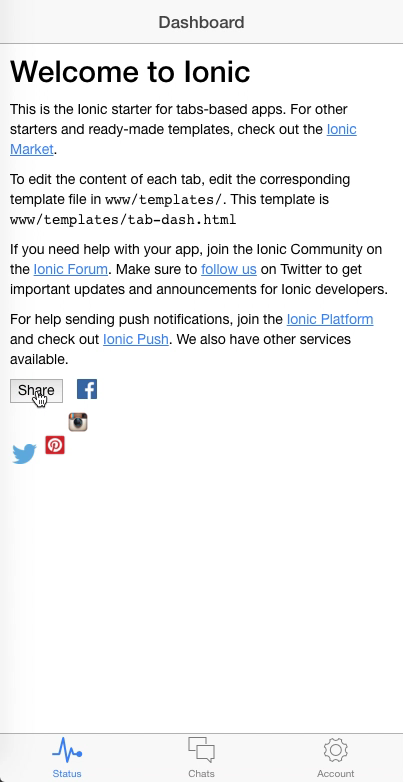 Dashboard
Welcome to Ionic
This is the Ionic starter for tabs-based apps. For other
starters and ready-made templates, check out the Ionic
Market.
To edit the content of each tab, edit the corresponding
template file in www/templates/. This template is
www/templates/tab-dash.html
If you need help with your app, join the Ionic Community on
the Ionic Forum. Make sure to follow us on Twitter to get
important updates and announcements for Ionic developers.
For help sending push notifications, join the Ionic Platform
and check out Ionic Push. We also have other services
available.
Share
Status
Chats
Account